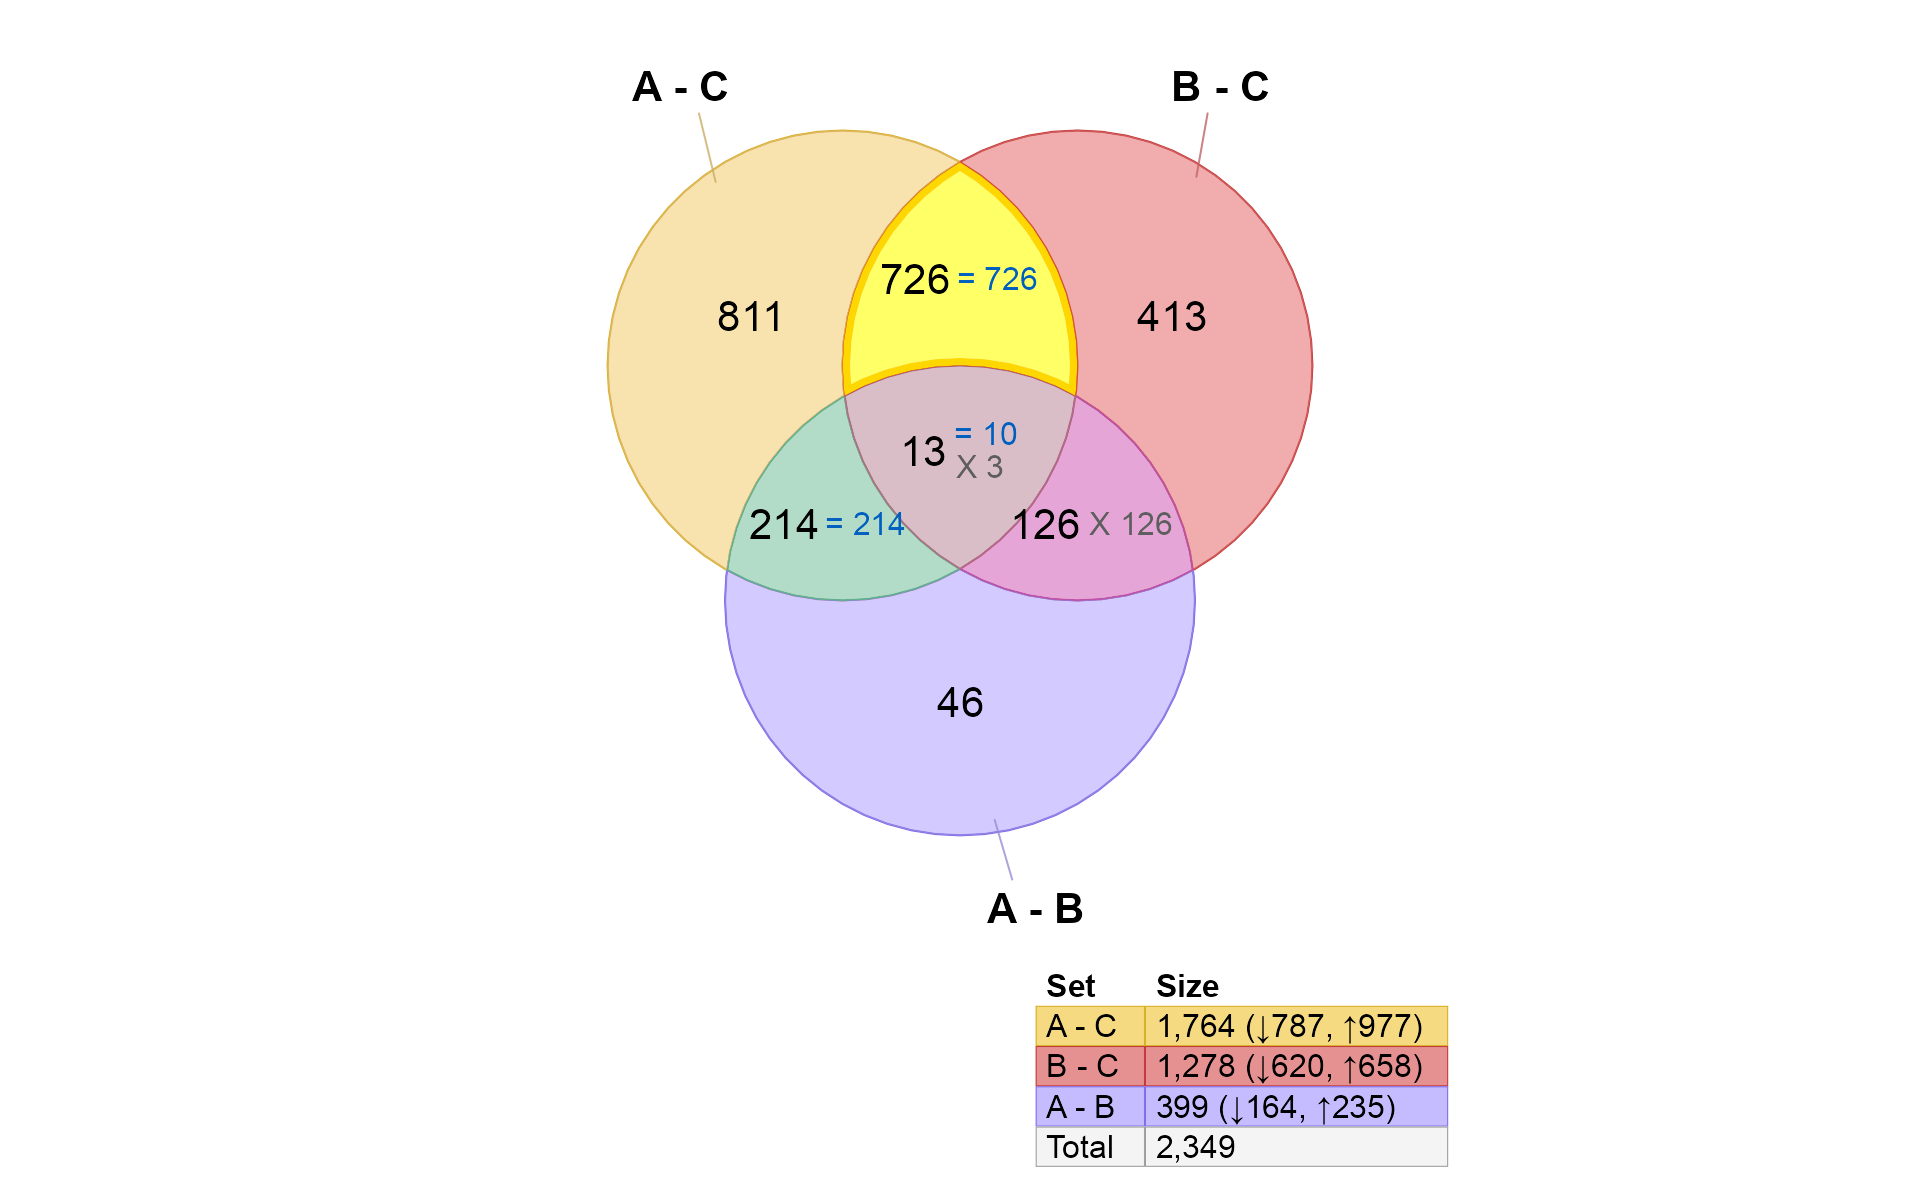 A - C
B - C
726 = 726
811
413
13 = 10
X 3
214 = 214
126 X 126
46
A - B
Set Size
A - C 1,764 (↓787, ↑977)
B - C 1,278 (↓620, ↑658)
A - B 399 (↓164, ↑235)
Total 2,349